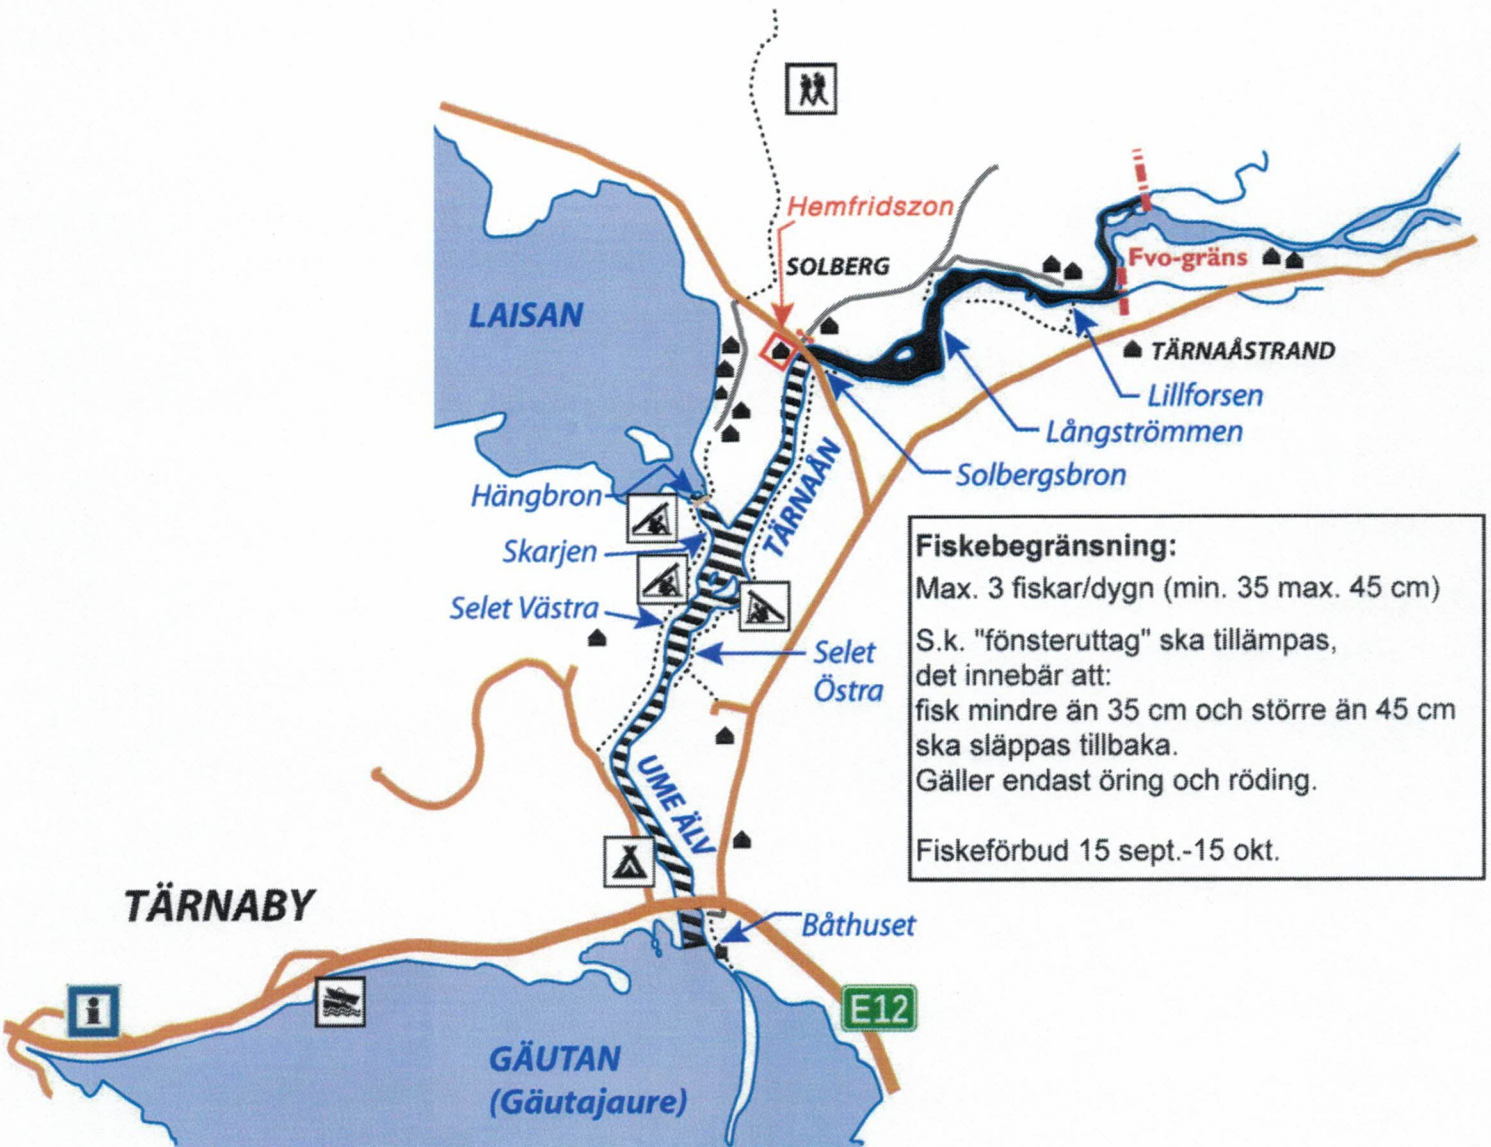 Hemfridszon
SOLBERG
Fvo-gräns
LAISAN
TÄRNAÅSTRAND
Lillforsen
Långströmmen
Solbergsbron
TÄRNAÅN
Hängbron
Skarjen
Selet Västra
Selet
Östra
Fiskebegränsning:
Max. 3 fiskar/dygn (min. 35 max. 45 cm)
S.k. "fönsteruttag" ska tillämpas,
det innebär att:
fisk mindre än 35 cm och större än 45 cm
ska släppas tillbaka.
Gäller endast öring och röding.
Fiskeförbud 15 sept.-15 okt.
UME ÄLV
TÄRNABY
Båthuset
i
E12
GÄUTAN
(Gäutajaure)